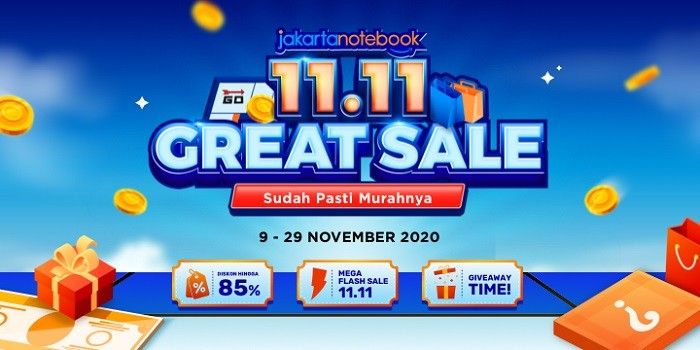 jakartanotebook
11.11
GO
GREAT SALE
Sudah Pasti Murahnya
9 - 29 NOVEMBER 2020
DISKON HINGGA
85%
MEGA
FLASH SALE
11.11
GIVEAWAY
TIME!